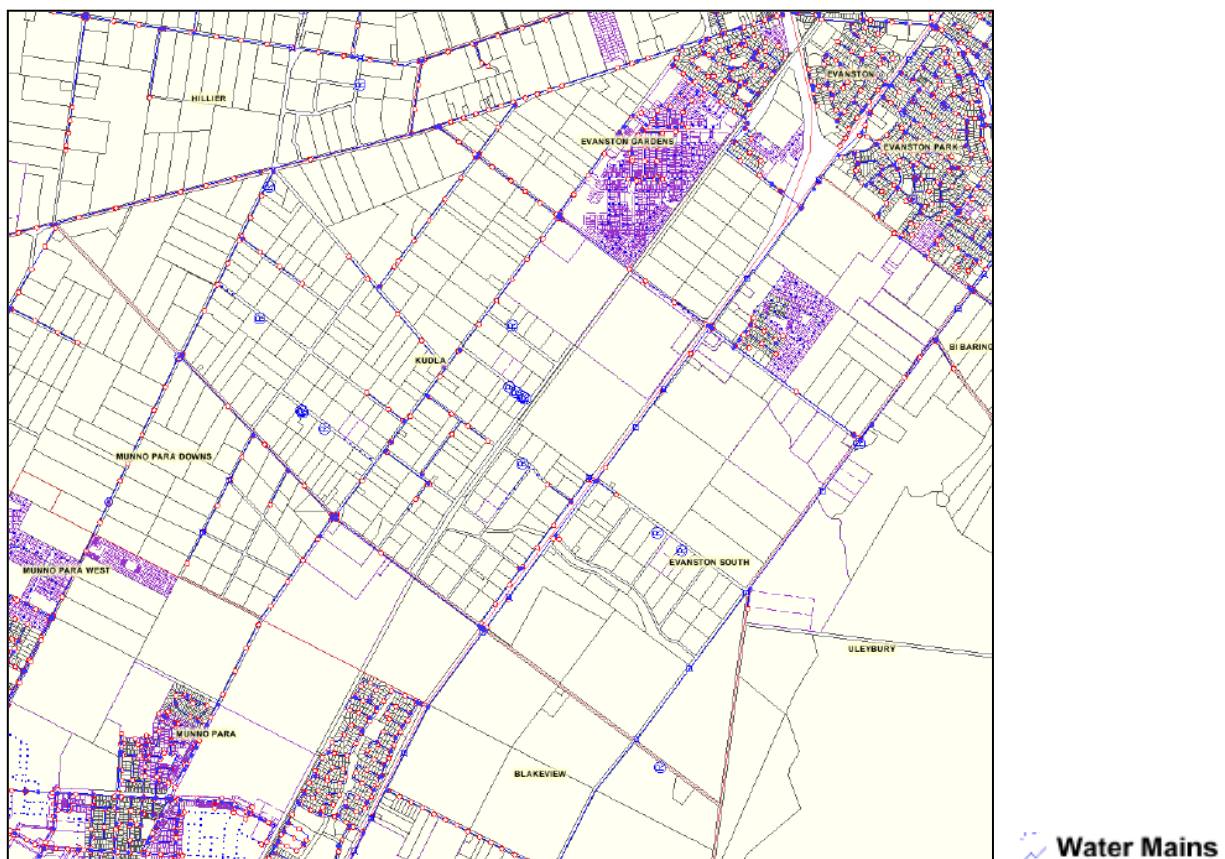 EVANSTON
HILLIER
EVANSTON GARDENS
EVANSTON PARK
BIBARINC
KUDLA
MUNNO PARA DOWNS
EVANSTON SOUTH
MUNNO PARA WEST
ULEYBURY
MUNNO PARA
BLAKEVIEW
Water Mains